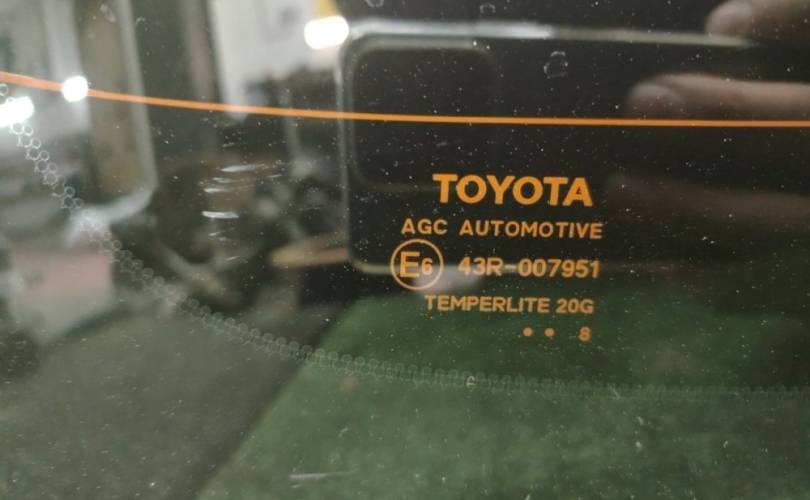 TOYOTA
AGC AUTOMOTIVE
E6 43R-007951
TEMPERLITE 20G
•• 8